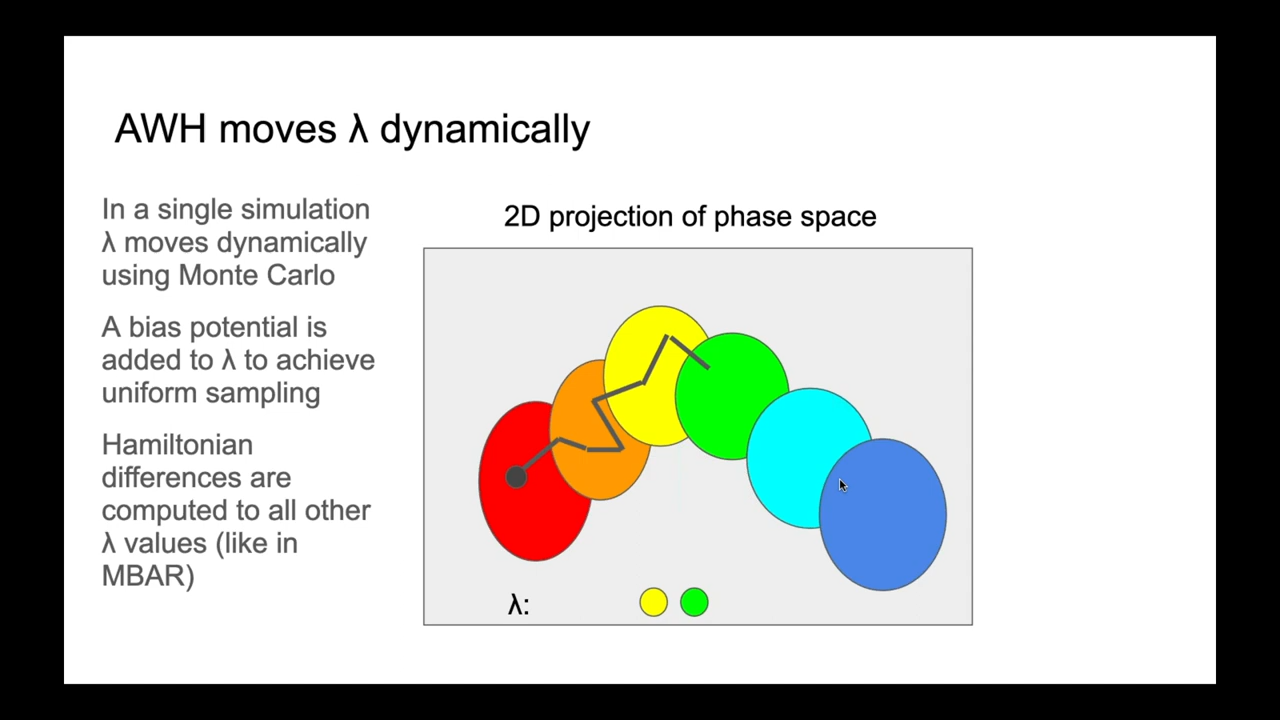 AWH moves λ dynamically
In a single simulation
λ moves dynamically
using Monte Carlo
A bias potential is
added to λ to achieve
uniform sampling
Hamiltonian
differences are
computed to all other
λ values (like in
MBAR)
2D projection of phase space
λ: